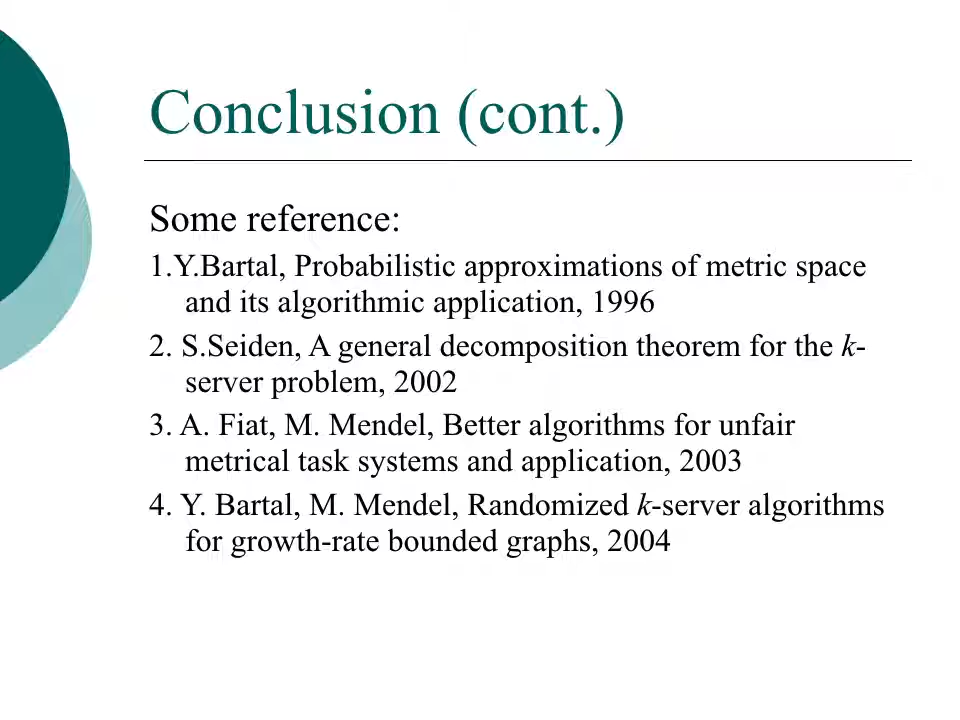 Conclusion (cont.)
Some reference:
1.Y.Bartal, Probabilistic approximations of metric space
and its algorithmic application, 1996
2. S.Seiden, A general decomposition theorem for the k-
server problem, 2002
3. A. Fiat, M. Mendel, Better algorithms for unfair
metrical task systems and application, 2003
4. Y. Bartal, M. Mendel, Randomized k-server algorithms
for growth-rate bounded graphs, 2004